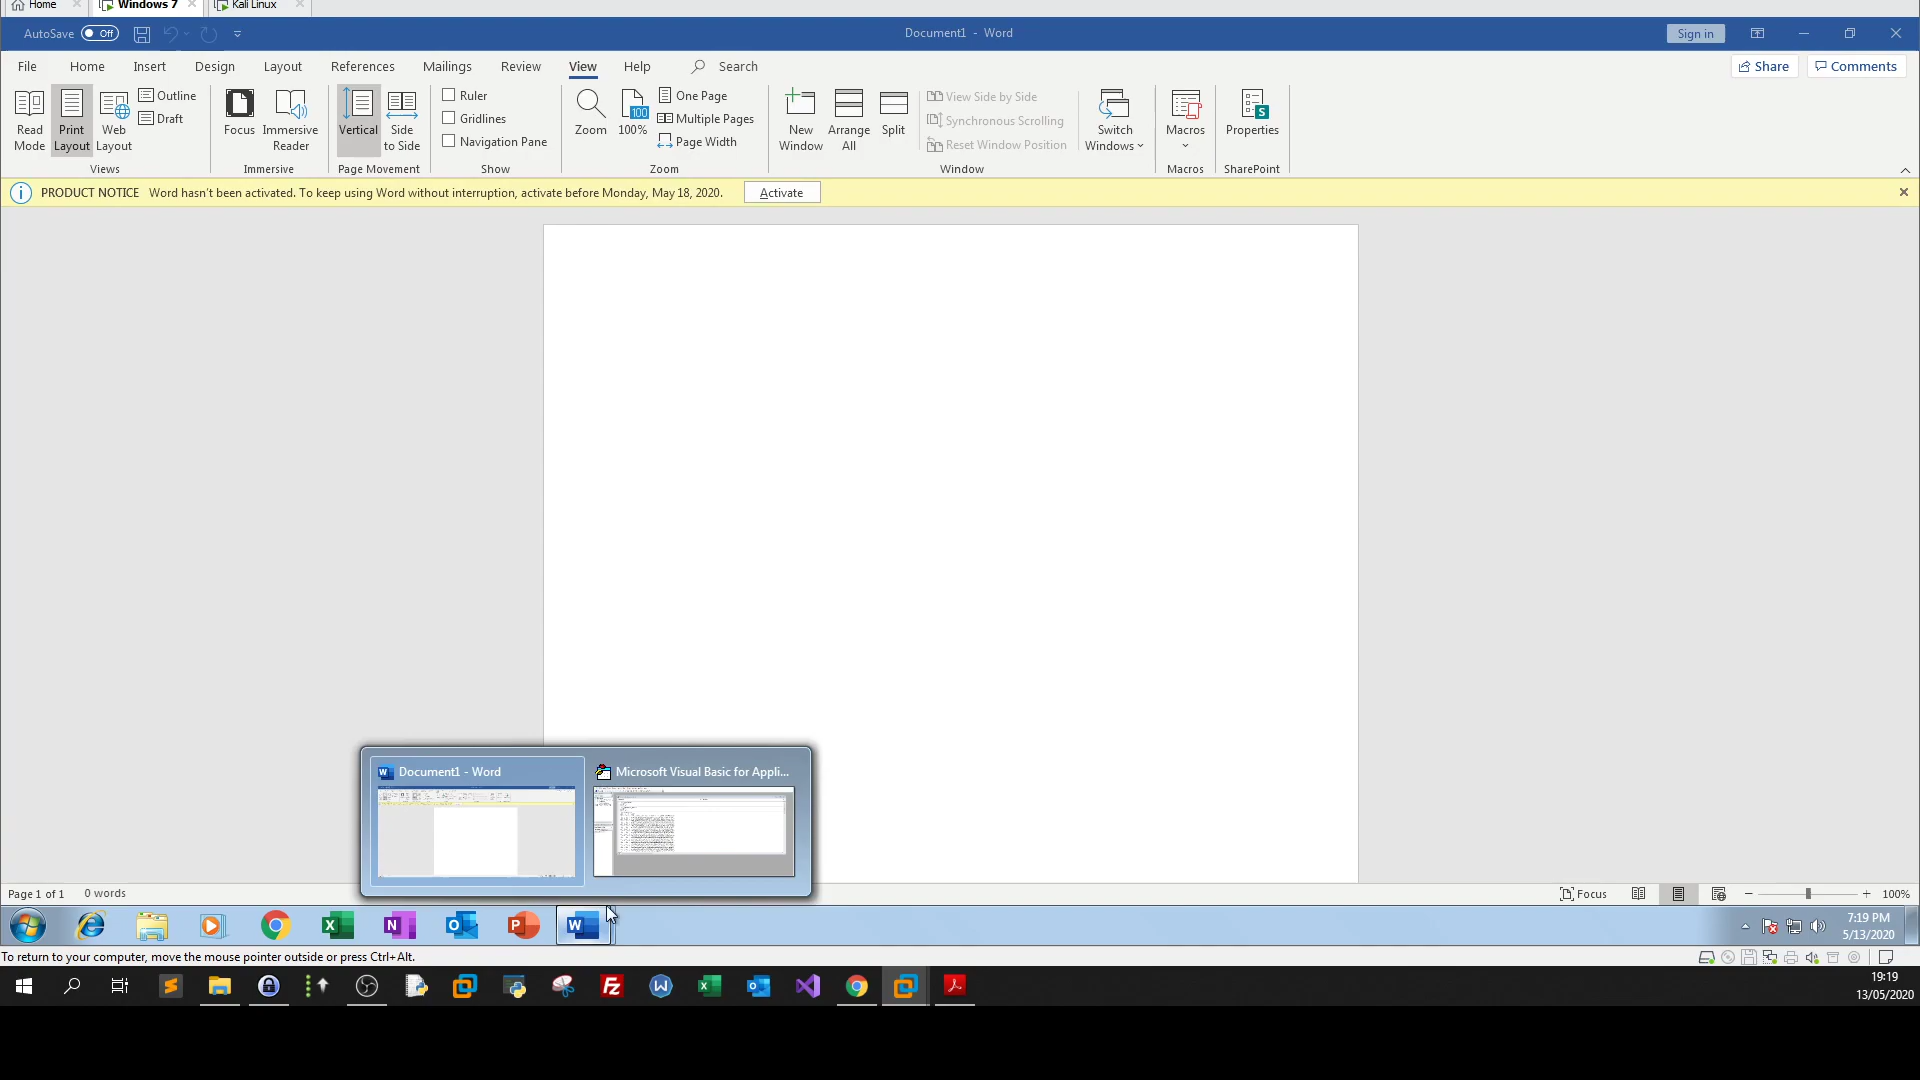 Home Windows 7 Kali Linux
AutoSave Off Document1 - Word Sign in
File Home Insert Design Layout References Mailings Review View Help Search Share Comments
Read Mode
Print Layout
Web Layout
Outline
Draft
Views
Focus
Immersive Reader
Immersive
Vertical
Side to Side
Page Movement
Ruler
Gridlines
Navigation Pane
Show
Zoom
100
100%
One Page
Multiple Pages
Page Width
Zoom
New Window
Arrange All
Split
View Side by Side
Synchronous Scrolling
Reset Window Position
Window
Switch Windows
Macros
Macros
Properties
SharePoint
PRODUCT NOTICE Word hasn't been activated. To keep using Word without interruption, activate before Monday, May 18, 2020. Activate
Document1 - Word Microsoft Visual Basic for Appli...
Page 1 of 1 0 words Focus 100%
7:19 PM
5/13/2020
To return to your computer, move the mouse pointer outside or press Ctrl+Alt.
19:19
13/05/2020